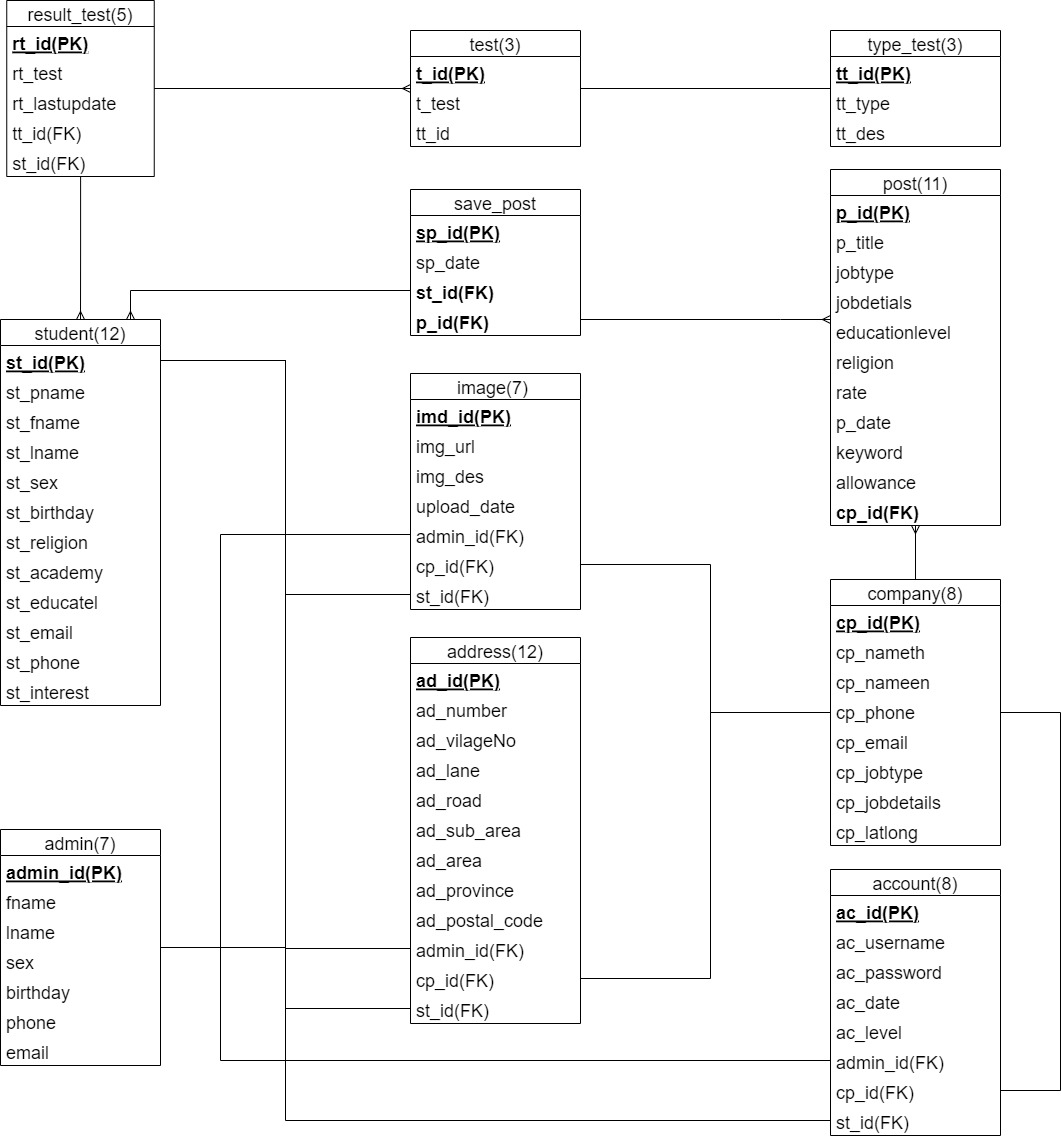 result_test(5)
rt_id(PK)
rt_test
rt_lastupdate
tt_id(FK)
st_id(FK)
test(3)
t_id(PK)
t_test
tt_id
type_test(3)
tt_id(PK)
tt_type
tt_des
save_post
sp_id(PK)
sp_date
st_id(FK)
p_id(FK)
post(11)
p_id(PK)
p_title
jobtype
jobdetials
educationlevel
religion
rate
p_date
keyword
allowance
cp_id(FK)
student(12)
st_id(PK)
st_pname
st_fname
st_lname
st_sex
st_birthday
st_religion
st_academy
st_educatel
st_email
st_phone
st_interest
image(7)
imd_id(PK)
img_url
img_des
upload_date
admin_id(FK)
cp_id(FK)
st_id(FK)
company(8)
cp_id(PK)
cp_nameth
cp_nameen
cp_phone
cp_email
cp_jobtype
cp_jobdetails
cp_latlong
address(12)
ad_id(PK)
ad_number
ad_vilageNo
ad_lane
ad_road
ad_sub_area
ad_area
ad_province
ad_postal_code
admin_id(FK)
cp_id(FK)
st_id(FK)
admin(7)
admin_id(PK)
fname
lname
sex
birthday
phone
email
account(8)
ac_id(PK)
ac_username
ac_password
ac_date
ac_level
admin_id(FK)
cp_id(FK)
st_id(FK)